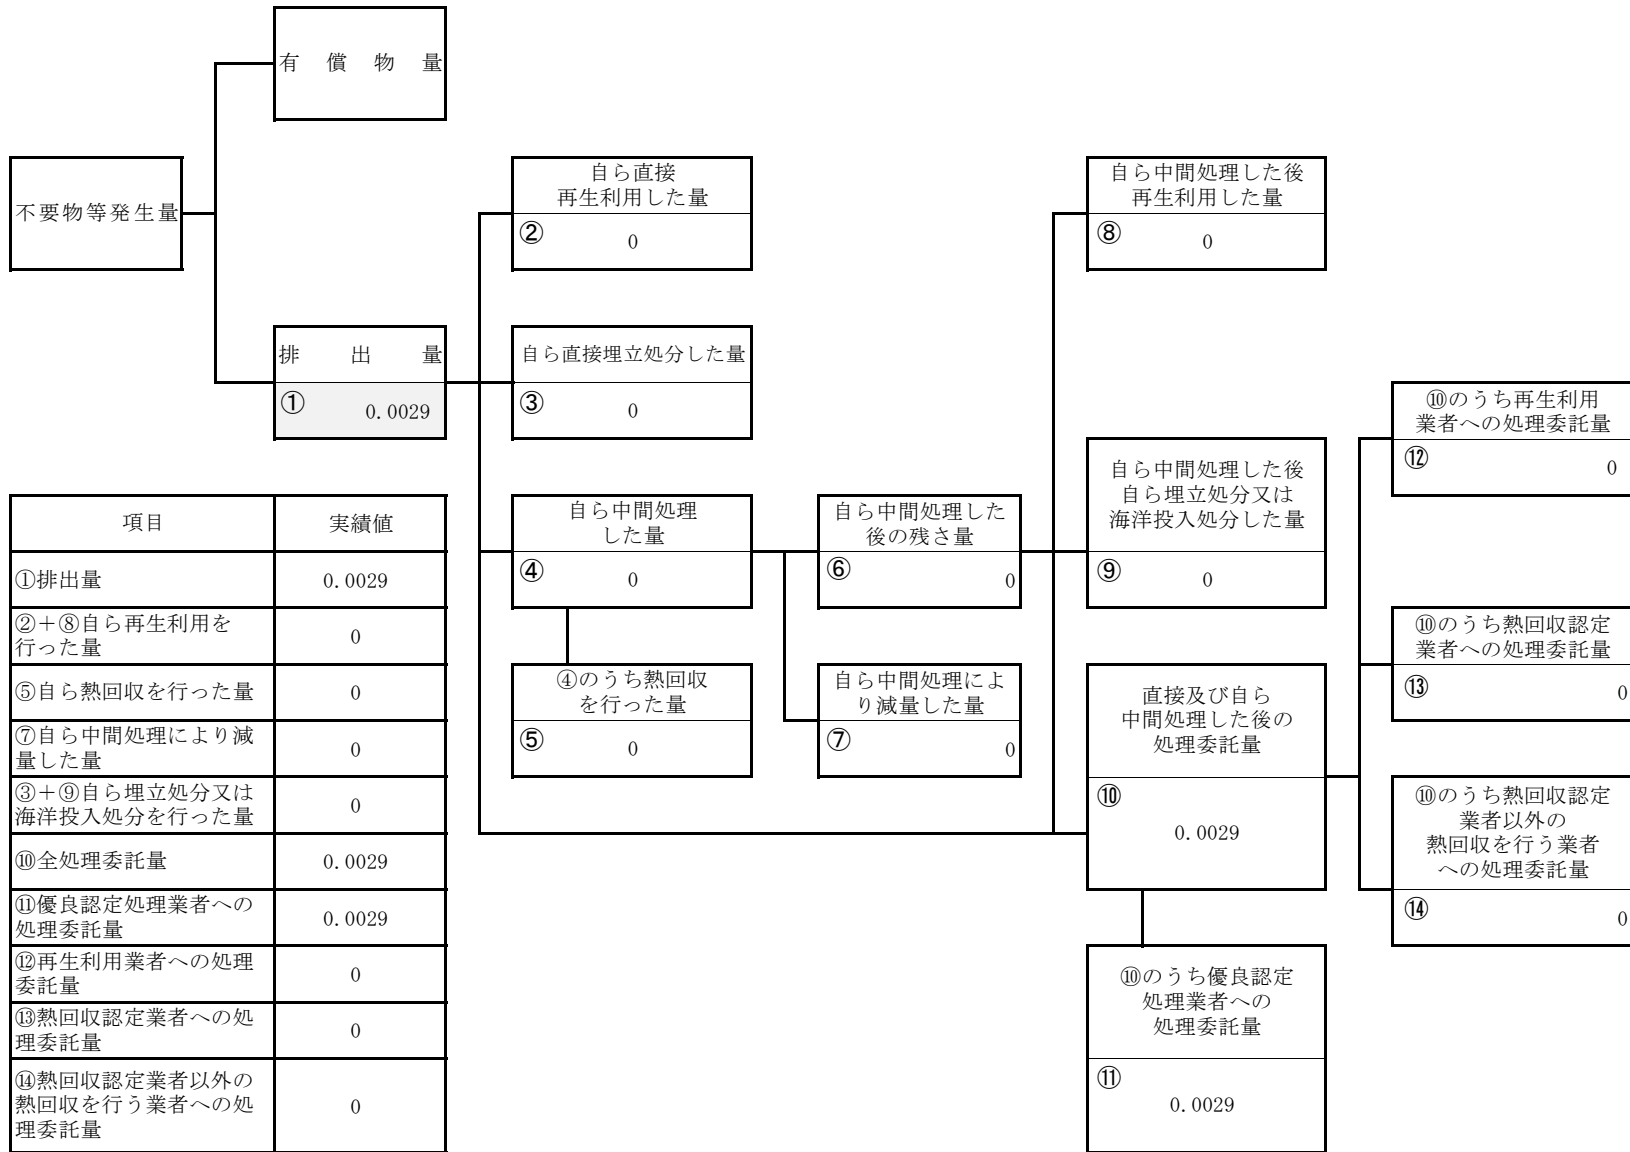 有償物量
不要物等発生量
自ら直接
再生利用した量
② 0
自ら中間処理した後
再生利用した量
⑧ 0
排出量
① 0.0029
自ら直接埋立処分した量
③ 0
⑩のうち再生利用
業者への処理委託量
⑫ 0
自ら中間処理した後
自ら埋立処分又は
海洋投入処分した量
⑨ 0
自ら中間処理
した量
④ 0
自ら中間処理した
後の残さ量
⑥ 0
⑩のうち熱回収認定
業者への処理委託量
⑬ 0
④のうち熱回収
を行った量
⑤ 0
自ら中間処理によ
り減量した量
⑦ 0
直接及び自ら
中間処理した後の
処理委託量
⑩
0.0029
⑩のうち熱回収認定
業者以外の
熱回収を行う業者
への処理委託量
⑭ 0
⑩のうち優良認定
処理業者への
処理委託量
⑪
0.0029
項目 実績値
①排出量 0.0029
②＋⑧自ら再生利用を
行った量 0
⑤自ら熱回収を行った量 0
⑦自ら中間処理により減
量した量 0
③＋⑨自ら埋立処分又は
海洋投入処分を行った量 0
⑩全処理委託量 0.0029
⑪優良認定処理業者への
処理委託量 0.0029
⑫再生利用業者への処理
委託量 0
⑬熱回収認定業者への処
理委託量 0
⑭熱回収認定業者以外の
熱回収を行う業者への処
理委託量 0